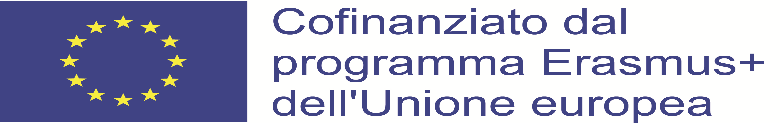 Cofinanziato dal
programma Erasmus+
dell'Unione europea